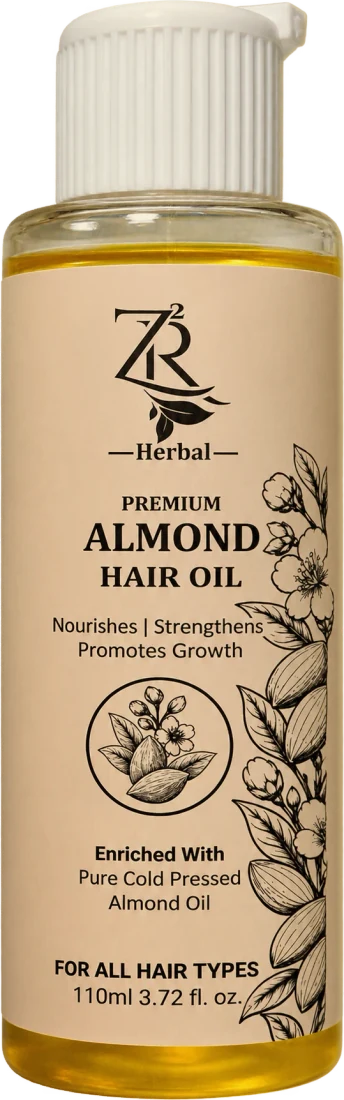 ZR²
Herbal
PREMIUM
ALMOND
HAIR OIL
Nourishes | Strengthens
Promotes Growth
Enriched With
Pure Cold Pressed
Almond Oil
FOR ALL HAIR TYPES
110ml 3.72 fl. oz.